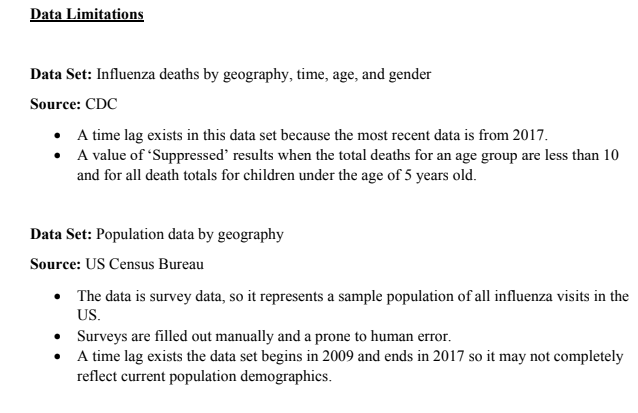 Data Limitations
Data Set: Influenza deaths by geography, time, age, and gender
Source: CDC
• A time lag exists in this data set because the most recent data is from 2017.
• A value of ‘Suppressed’ results when the total deaths for an age group are less than 10
and for all death totals for children under the age of 5 years old.
Data Set: Population data by geography
Source: US Census Bureau
• The data is survey data, so it represents a sample population of all influenza visits in the
US.
• Surveys are filled out manually and a prone to human error.
• A time lag exists the data set begins in 2009 and ends in 2017 so it may not completely
reflect current population demographics.